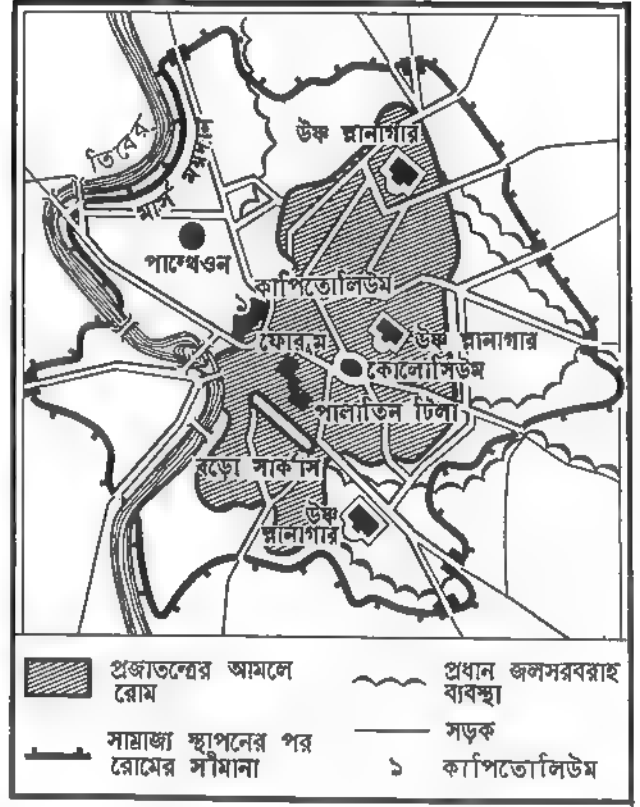 উষ্ণ স্নানাগার
তিবের
মার্স ময়দান
পান্থেওন
কাপিতোলিউম
১
ফোরুম
উষ্ণ স্নানাগার
কোলোসিউম
পালাতিন টিলা
বড়ো সার্কাস
উষ্ণ
স্নানাগার
প্রজাতন্ত্রের আমলে
রোম
প্রধান জলসরবরাহ
ব্যবস্থা
সড়ক
সাম্রাজ্য স্থাপনের পর
রোমের সীমানা
১ কাপিতোলিউম